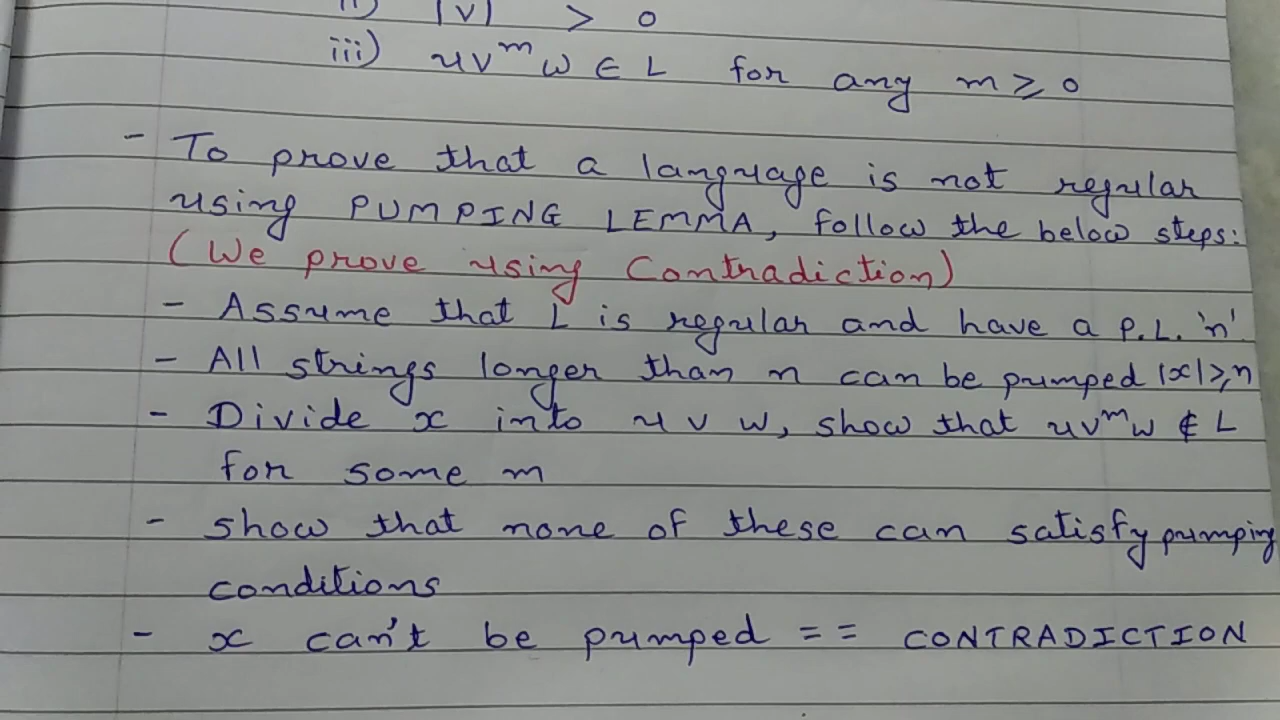 ii) |v| > 0
iii) uv^m w ∈ L for any m ≥ 0
- To prove that a language is not regular
using PUMPING LEMMA, follow the below steps:
(We prove using Contradiction)
- Assume that L is regular and have a P.L. 'n'.
- All strings longer than n can be pumped |x| ≥ n
- Divide x into u v w, show that uv^m w ∉ L
for some m
- show that none of these can satisfy pumping
conditions
- x can't be pumped == CONTRADICTION